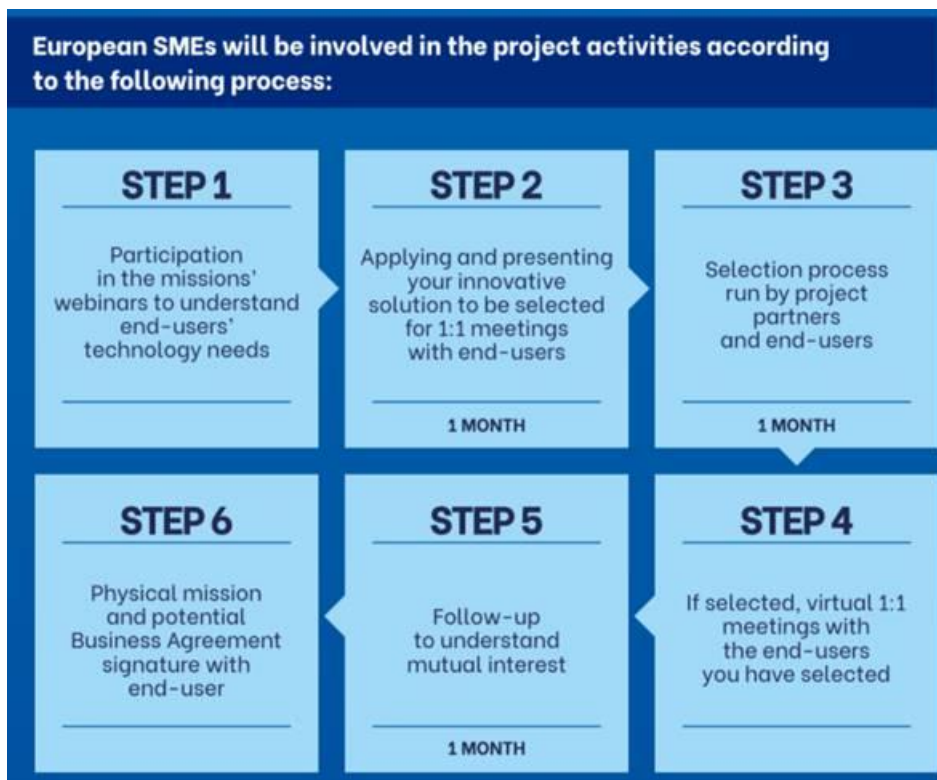 European SMEs will be involved in the project activities according
to the following process:
STEP 1
Participation
in the missions'
webinars to understand
end-users'
technology needs
STEP 2
Applying and presenting
your innovative
solution to be selected
for 1:1 meetings
with end-users
1 MONTH
STEP 3
Selection process
run by project
partners
and end-users
1 MONTH
STEP 4
If selected, virtual 1:1
meetings with
the end-users
you have selected
STEP 5
Follow-up
to understand
mutual interest
1 MONTH
STEP 6
Physical mission
and potential
Business Agreement
signature with
end-user